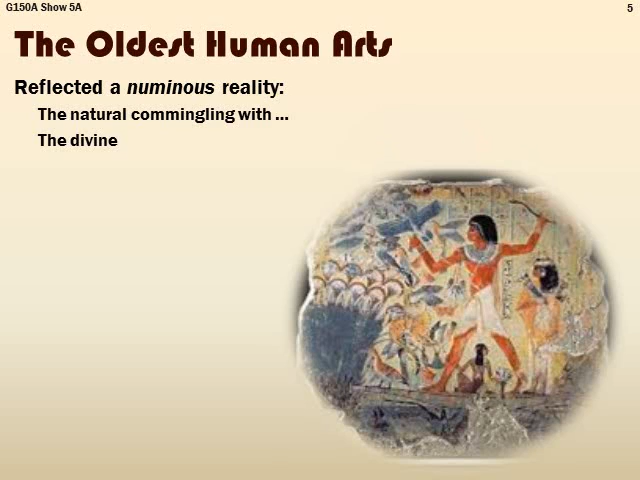 G150A Show 5A
5
The Oldest Human Arts
Reflected a numinous reality:
The natural commingling with ...
The divine